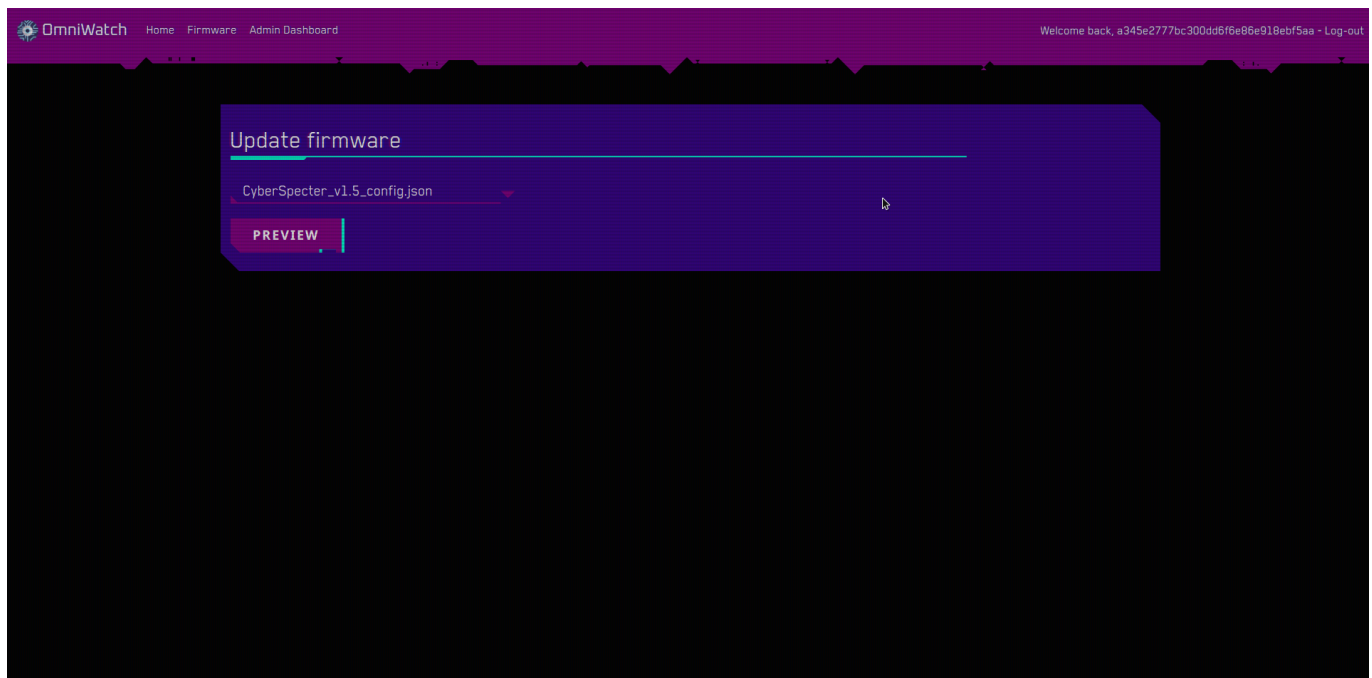 OmniWatch Home Firmware Admin Dashboard Welcome back, a345e2777bc300dd6f6e86e918ebf5aa - Log-out
Update firmware
CyberSpecter_v1.5_config.json
PREVIEW